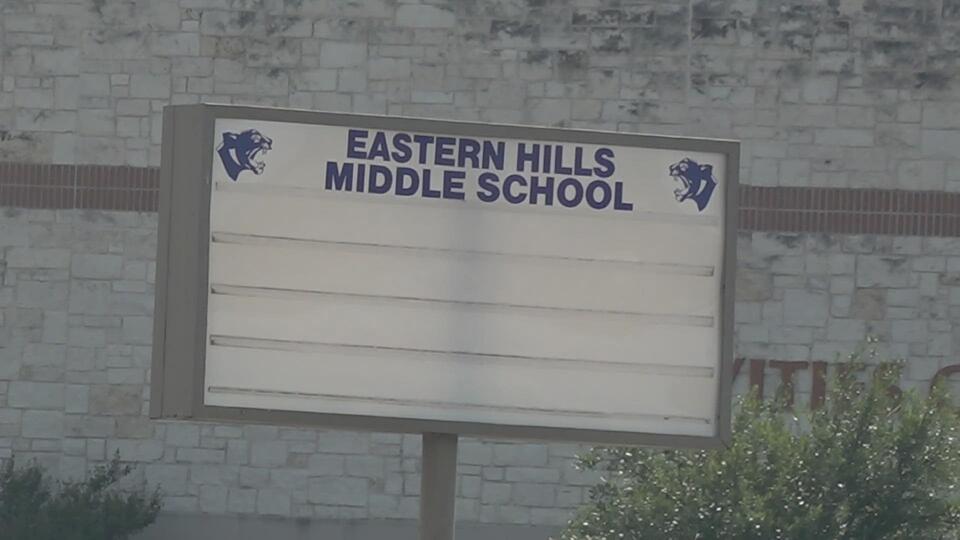 EASTERN HILLS
MIDDLE SCHOOL